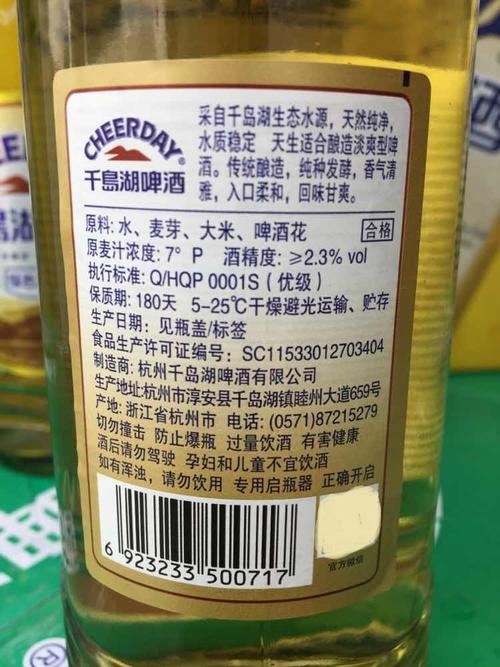 CHEERDAY®
千島湖啤酒
采自千岛湖生态水源，天然纯净，
水质稳定 天生适合酿造淡爽型啤
酒。传统酿造，纯种发酵，香气清
雅，入口柔和，回味甘爽。
原料: 水、麦芽、大米、啤酒花
合格
原麦汁浓度: 7° P 酒精度: ≥2.3% vol
执行标准: Q/HQP 0001S（优级）
保质期: 180天 5-25℃干燥避光运输、贮存
生产日期: 见瓶盖/标签
食品生产许可证编号: SC11533012703404
制造商: 杭州千岛湖啤酒有限公司
生产地址:杭州市淳安县千岛湖镇睦州大道659号
产地: 浙江省杭州市 电话: (0571)87215279
切勿撞击 防止爆瓶 过量饮酒 有害健康
酒后请勿驾驶 孕妇和儿童不宜饮酒
如有浑浊，请勿饮用 专用启瓶器 正确开启
6 923233 500717
官方微信